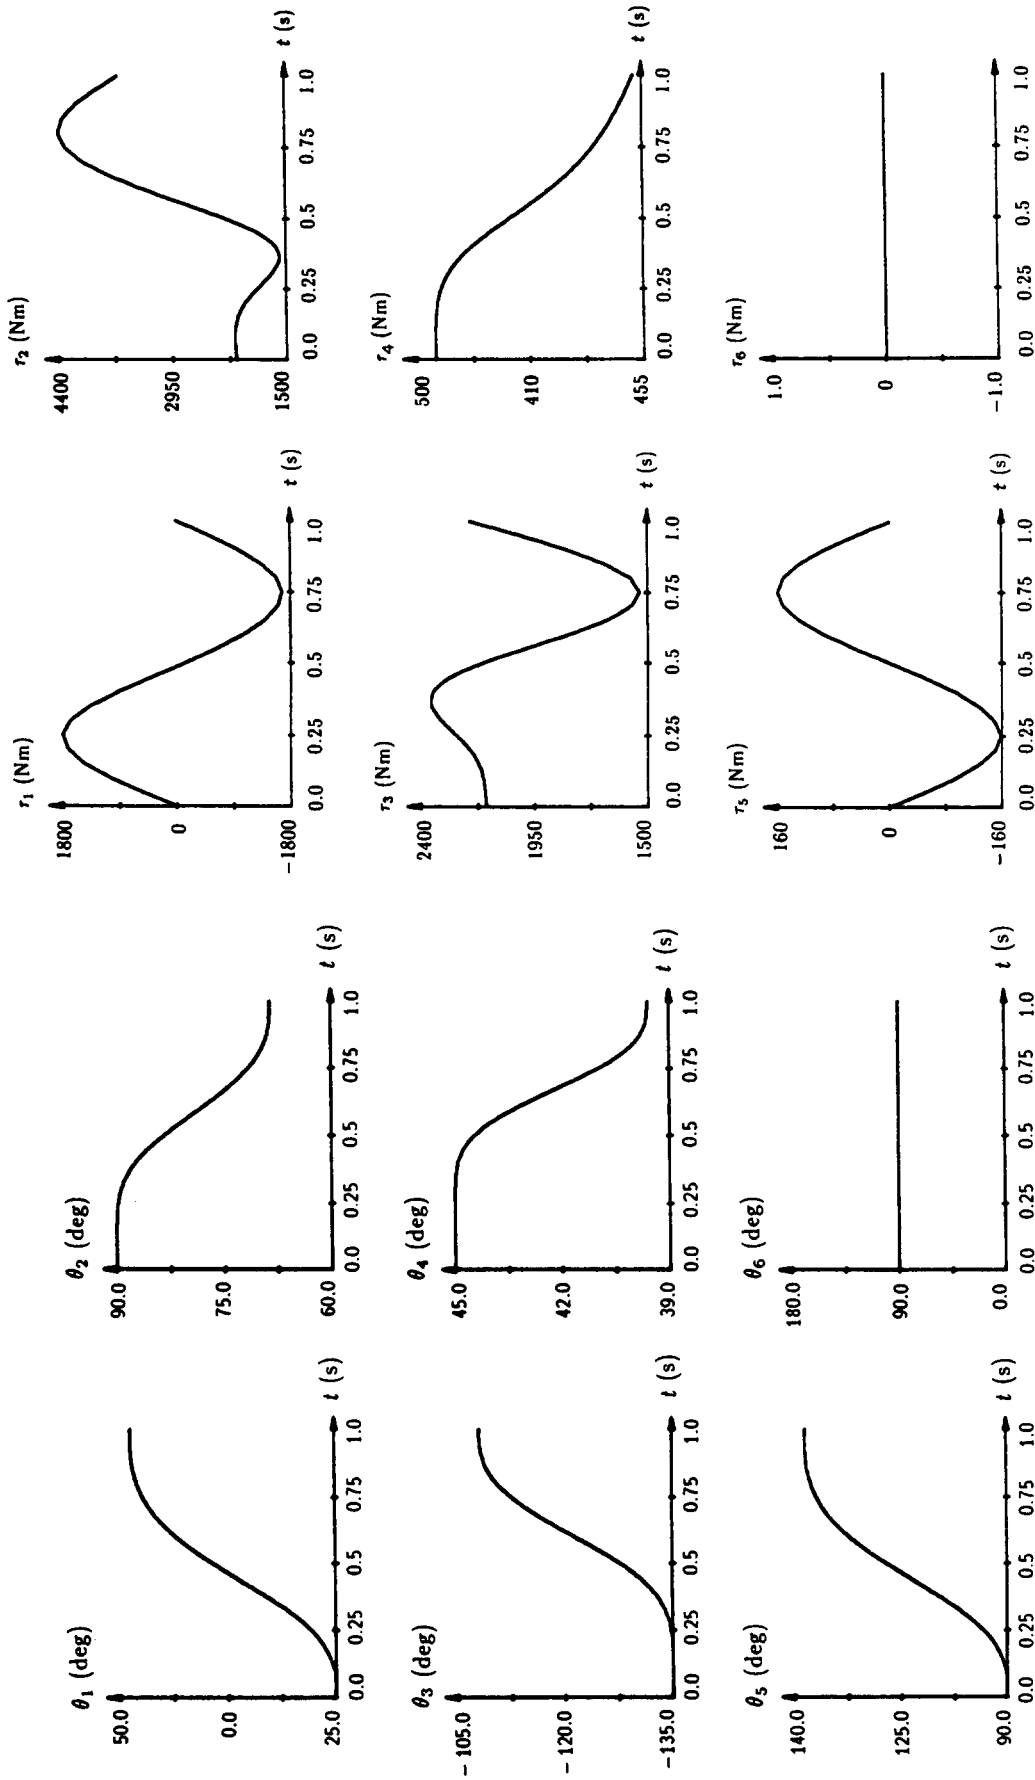 θ1 (deg)
50.0
0.0
25.0
0.0 0.25 0.5 0.75 1.0 t (s)
θ2 (deg)
90.0
75.0
60.0
0.0 0.25 0.5 0.75 1.0 t (s)
τ1 (Nm)
1800
0
−1800
0.0 0.25 0.5 0.75 1.0 t (s)
τ2 (Nm)
4400
2950
1500
0.0 0.25 0.5 0.75 1.0 t (s)
θ3 (deg)
−105.0
−120.0
−135.0
0.0 0.25 0.5 0.75 1.0 t (s)
θ4 (deg)
45.0
42.0
39.0
0.0 0.25 0.5 0.75 1.0 t (s)
τ3 (Nm)
2400
1950
1500
0.0 0.25 0.5 0.75 1.0 t (s)
τ4 (Nm)
500
410
455
0.0 0.25 0.5 0.75 1.0 t (s)
θ5 (deg)
140.0
125.0
90.0
0.0 0.25 0.5 0.75 1.0 t (s)
θ6 (deg)
180.0
90.0
0.0
0.0 0.25 0.5 0.75 1.0 t (s)
τ5 (Nm)
160
0
−160
0.0 0.25 0.5 0.75 1.0 t (s)
τ6 (Nm)
1.0
0
−1.0
0.0 0.25 0.5 0.75 1.0 t (s)